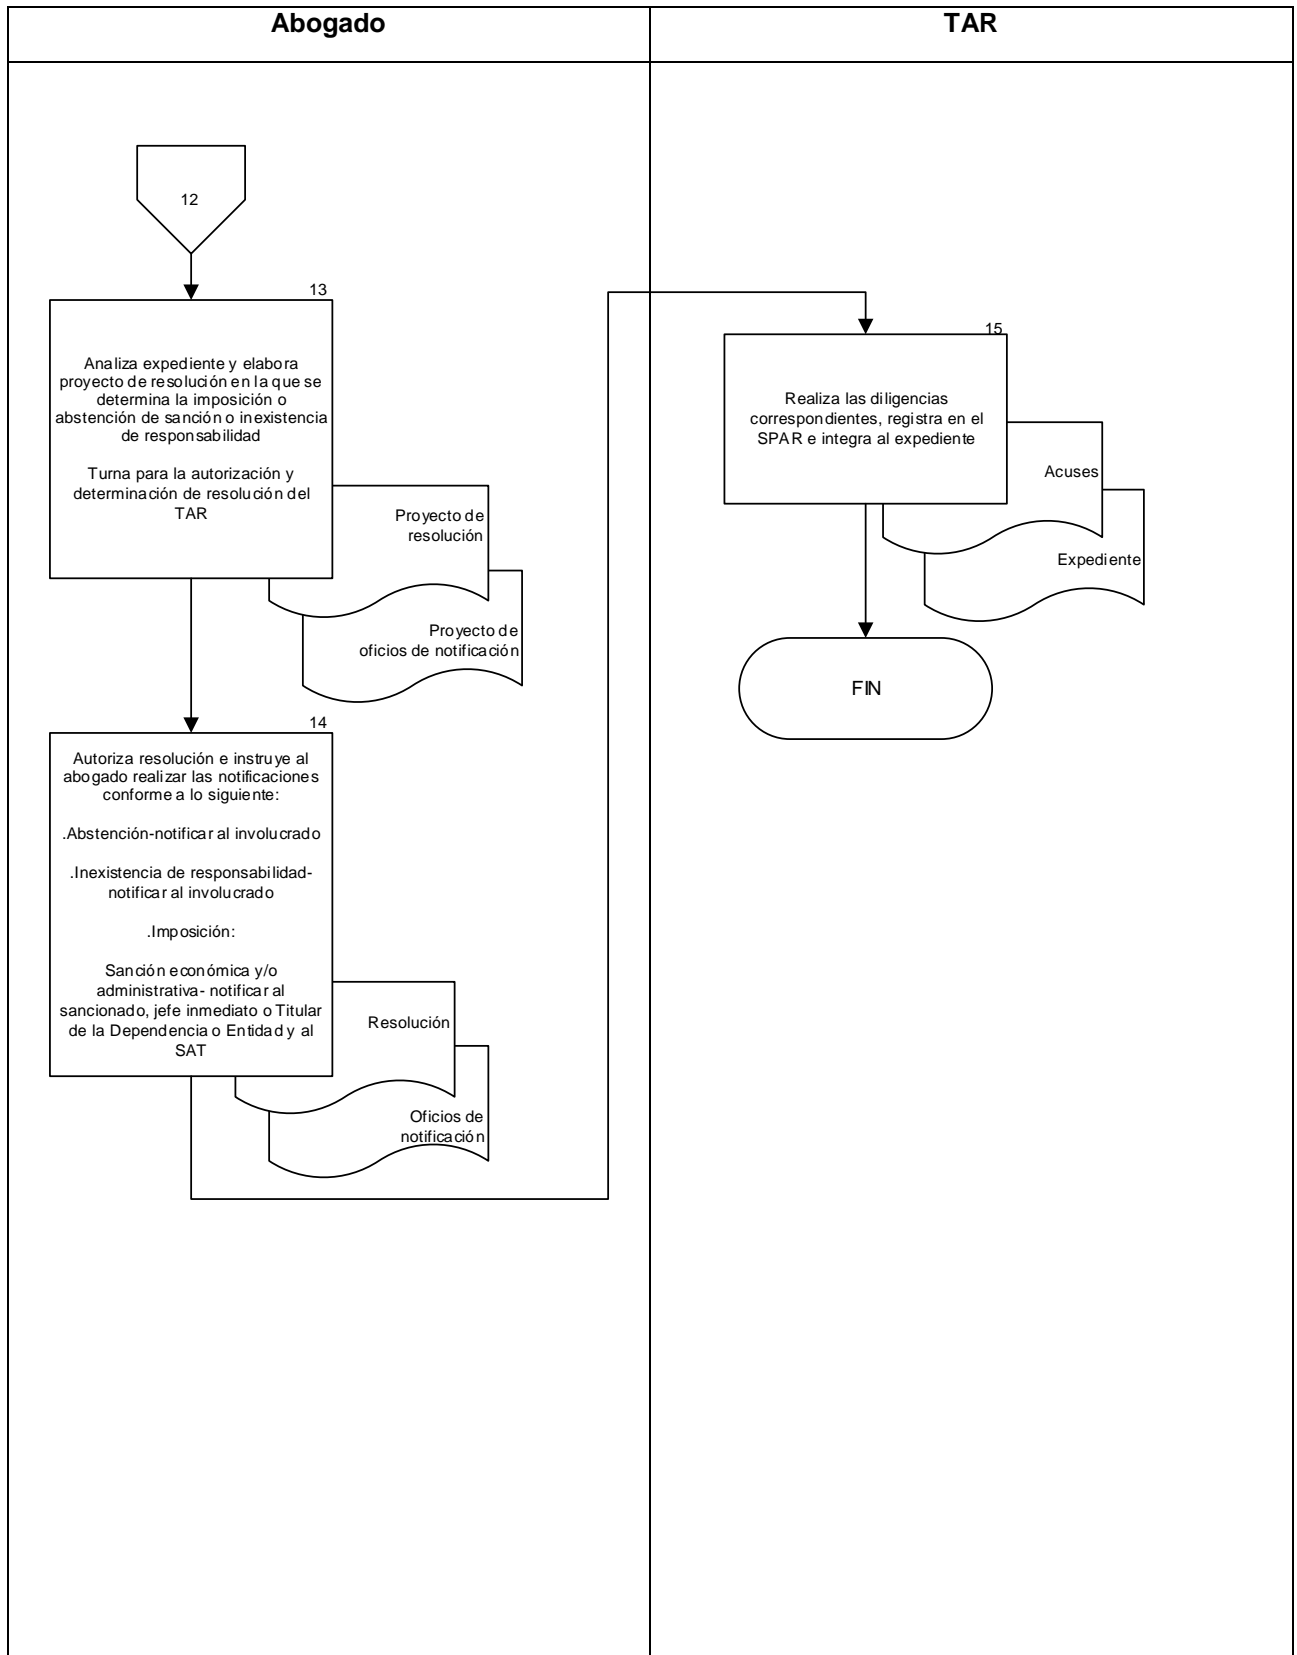 Abogado
TAR
12
13
Analiza expediente y elabora
proyecto de resolución en la que se
determina la imposición o
abstención de sanción o inexistencia
de responsabilidad
Turna para la autorización y
determinación de resolución del
TAR
Proyecto de
resolución
Proyecto de
oficios de notificación
14
Autoriza resolución e instruye al
abogado realizar las notificaciones
conforme a lo siguiente:
.Abstención-notificar al involucrado
.Inexistencia de responsabilidad-
notificar al involucrado
.Imposición:
Sanción económica y/o
administrativa- notificar al
sancionado, jefe inmediato o Titular
de la Dependencia o Entidad y al
SAT
Resolución
Oficios de
notificación
15
Realiza las diligencias
correspondientes, registra en el
SPAR e integra al expediente
Acuses
Expediente
FIN